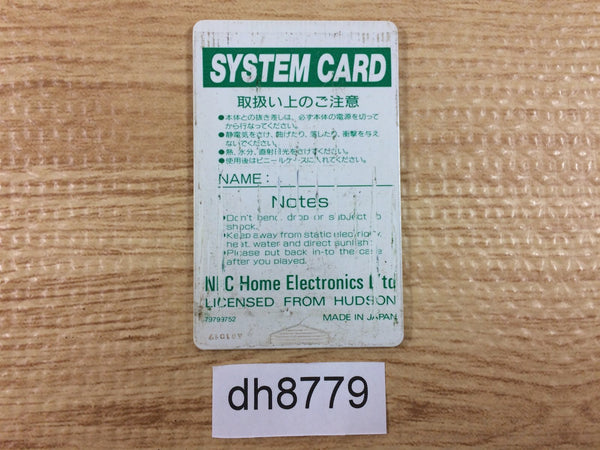 SYSTEM CARD
取扱い上のご注意
●本体との抜き差しは、必ず本体の電源を切って
から行なってください。
●静電気をさけ、曲げたり、落したり、衝撃を与え
ないでください。
●熱、水分、直射日光をさけてください。
●使用後はビニールケースに入れてください。
NAME:
Notes
•Don't bend, drop or subject to
shock.
•Keep away from static electricity,
heat, water and direct sunlight.
•Please put back in-to the case
after you played.
NEC Home Electronics Ltd
LICENSED FROM HUDSON
79793752 MADE IN JAPAN
dh8779